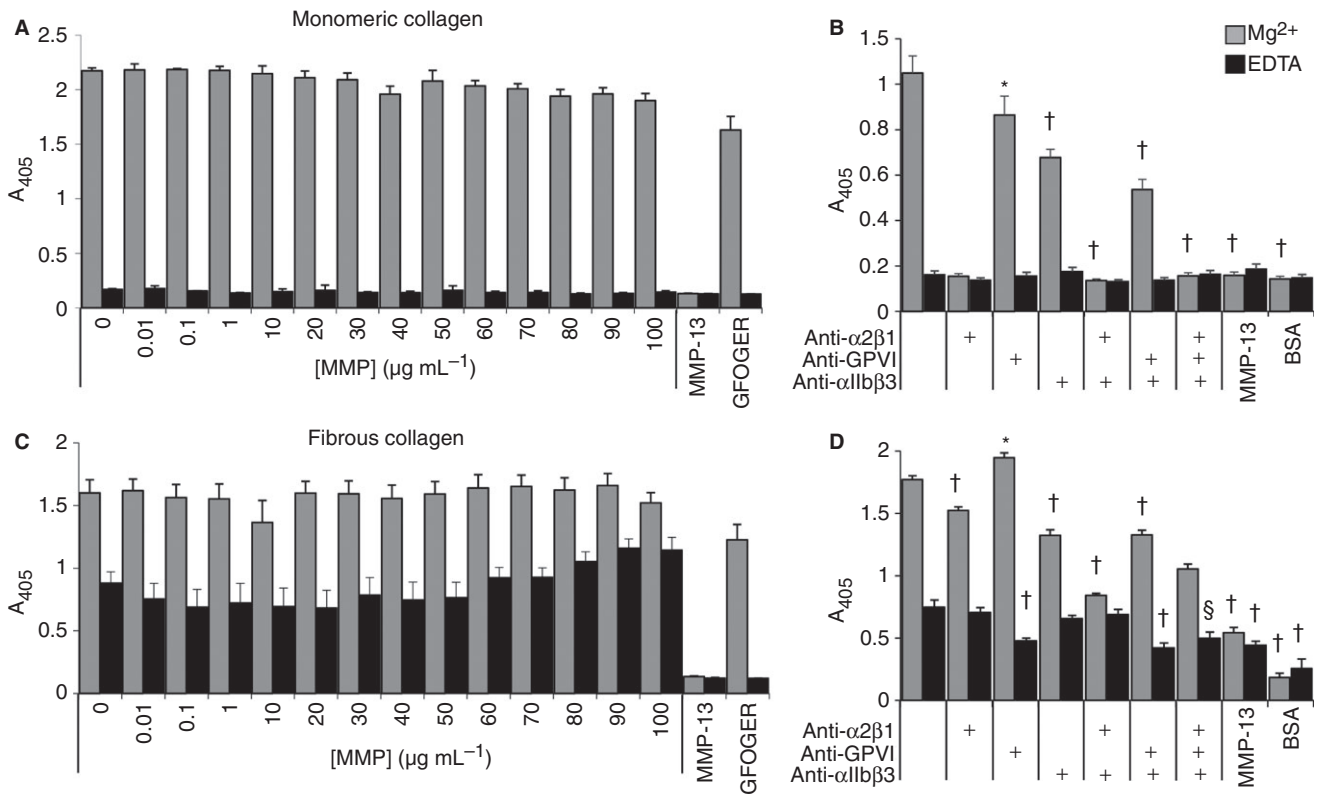 A
Monomeric collagen
2.5
2
1.5
1
0.5
0
A405
0 0.01 0.1 1 10 20 30 40 50 60 70 80 90 100 MMP-13 GFOGER
[MMP] (µg mL–1)
B
Mg2+
EDTA
1.5
1
0.8
0.6
0.4
0.2
0
A405
* † † † † † †
Anti-α2β1 + + +
Anti-GPVI + + +
Anti-αIIbβ3 + + + +
MMP-13
BSA
C
Fibrous collagen
2
1.5
1
0.5
0
A405
0 0.01 0.1 1 10 20 30 40 50 60 70 80 90 100 MMP-13 GFOGER
[MMP] (µg mL–1)
D
2
1.5
1
0.5
0
A405
† * † † † † † § † † † †
Anti-α2β1 + + +
Anti-GPVI + + +
Anti-αIIbβ3 + + + +
MMP-13
BSA